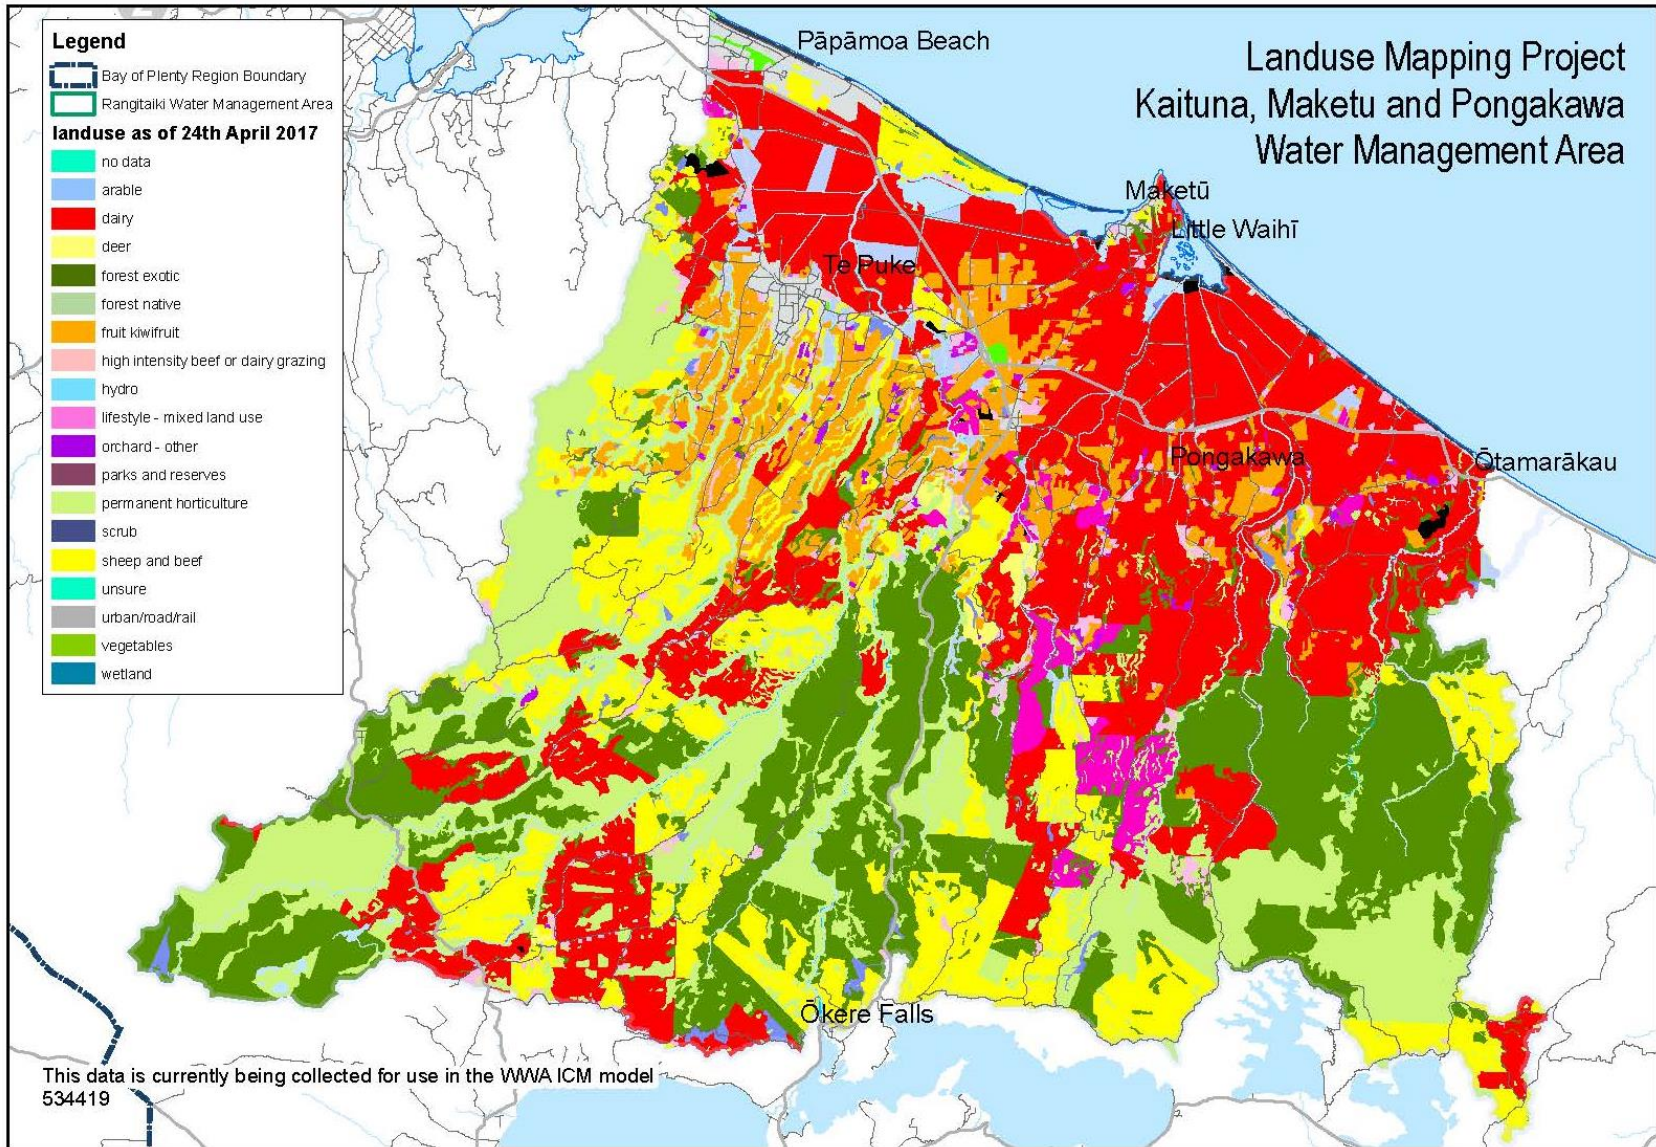 Legend
Bay of Plenty Region Boundary
Rangitaiki Water Management Area
landuse as of 24th April 2017
no data
arable
dairy
deer
forest exotic
forest native
fruit kiwifruit
high intensity beef or dairy grazing
hydro
lifestyle - mixed land use
orchard - other
parks and reserves
permanent horticulture
scrub
sheep and beef
unsure
urban/road/rail
vegetables
wetland
Landuse Mapping Project
Kaituna, Maketu and Pongakawa
Water Management Area
Pāpāmoa Beach
Maketū
Little Waihī
Te Puke
Pongakawa
Ōtamarākau
Ōkere Falls
This data is currently being collected for use in the WWA ICM model
534419